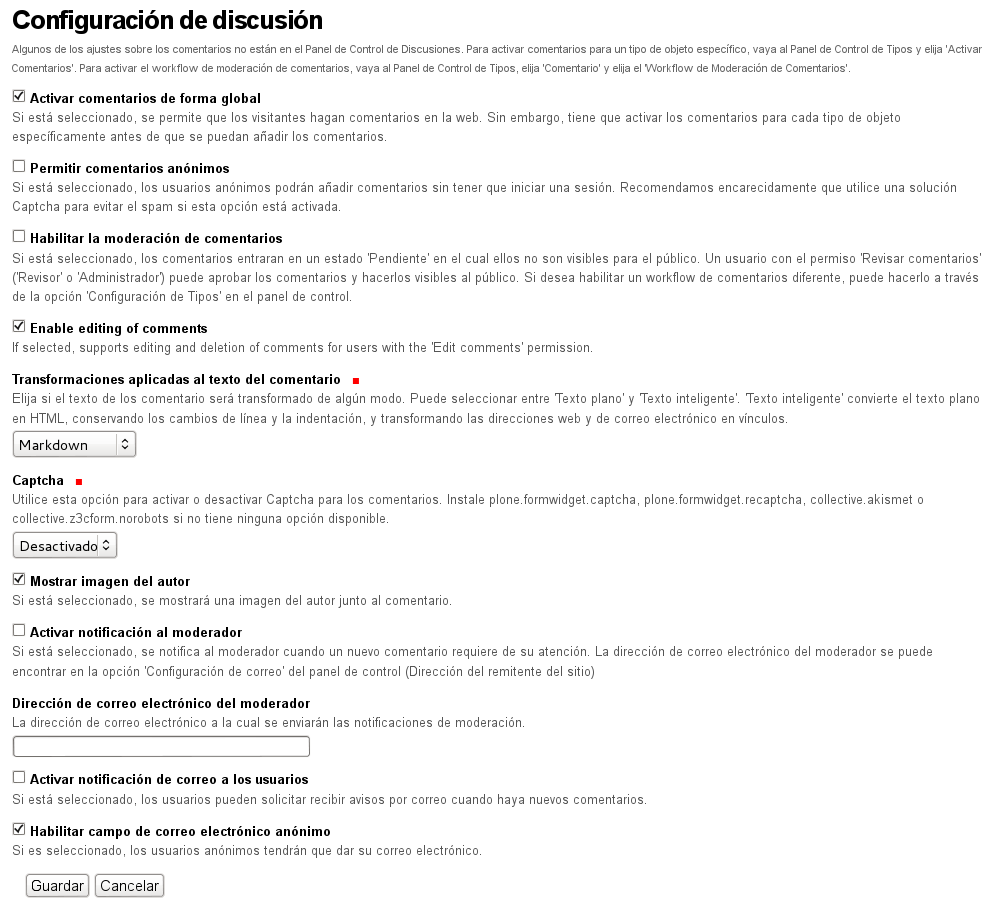 Configuración de discusión
Algunos de los ajustes sobre los comentarios no están en el Panel de Control de Discusiones. Para activar comentarios para un tipo de objeto específico, vaya al Panel de Control de Tipos y elija 'Activar
Comentarios'. Para activar el workflow de moderación de comentarios, vaya al Panel de Control de Tipos, elija 'Comentario' y elija el 'Workflow de Moderación de Comentarios'.
Activar comentarios de forma global
Si está seleccionado, se permite que los visitantes hagan comentarios en la web. Sin embargo, tiene que activar los comentarios para cada tipo de objeto
específicamente antes de que se puedan añadir los comentarios.
Permitir comentarios anónimos
Si está seleccionado, los usuarios anónimos podrán añadir comentarios sin tener que iniciar una sesión. Recomendamos encarecidamente que utilice una solución
Captcha para evitar el spam si esta opción está activada.
Habilitar la moderación de comentarios
Si está seleccionado, los comentarios entraran en un estado 'Pendiente' en el cual ellos no son visibles para el público. Un usuario con el permiso 'Revisar comentarios'
('Revisor' o 'Administrador') puede aprobar los comentarios y hacerlos visibles al público. Si desea habilitar un workflow de comentarios diferente, puede hacerlo a través
de la opción 'Configuración de Tipos' en el panel de control.
Enable editing of comments
If selected, supports editing and deletion of comments for users with the 'Edit comments' permission.
Transformaciones aplicadas al texto del comentario
Elija si el texto de los comentario será transformado de algún modo. Puede seleccionar entre 'Texto plano' y 'Texto inteligente'. 'Texto inteligente' convierte el texto plano
en HTML, conservando los cambios de línea y la indentación, y transformando las direcciones web y de correo electrónico en vínculos.
Markdown
Captcha
Utilice esta opción para activar o desactivar Captcha para los comentarios. Instale plone.formwidget.captcha, plone.formwidget.recaptcha, collective.akismet o
collective.z3cform.norobots si no tiene ninguna opción disponible.
Desactivado
Mostrar imagen del autor
Si está seleccionado, se mostrará una imagen del autor junto al comentario.
Activar notificación al moderador
Si está seleccionado, se notifica al moderador cuando un nuevo comentario requiere de su atención. La dirección de correo electrónico del moderador se puede
encontrar en la opción 'Configuración de correo' del panel de control (Dirección del remitente del sitio)
Dirección de correo electrónico del moderador
La dirección de correo electrónico a la cual se enviarán las notificaciones de moderación.
Activar notificación de correo a los usuarios
Si está seleccionado, los usuarios pueden solicitar recibir avisos por correo cuando haya nuevos comentarios.
Habilitar campo de correo electrónico anónimo
Si es seleccionado, los usuarios anónimos tendrán que dar su correo electrónico.
Guardar Cancelar